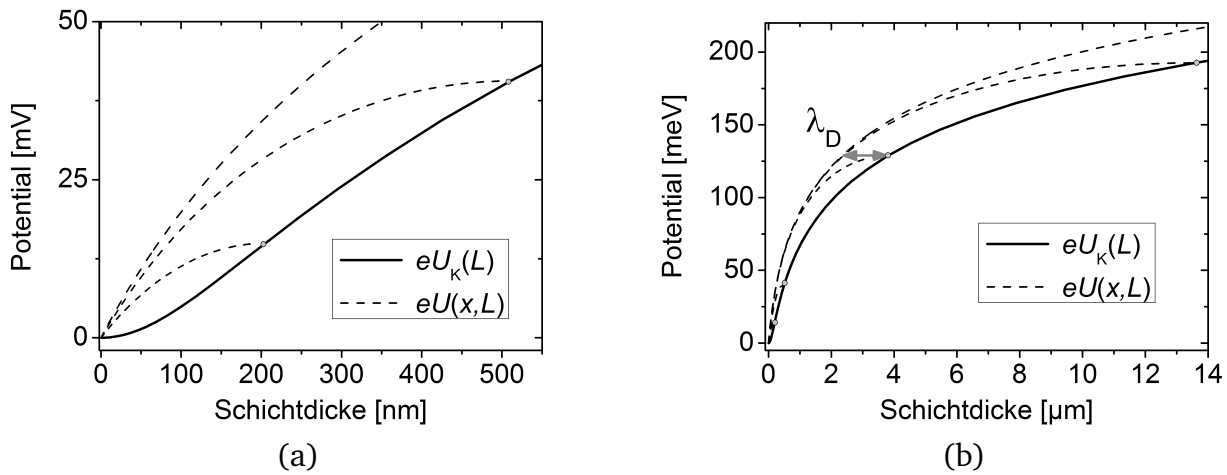 50
25
0
Potential [mV]
eU_K(L)
eU(x,L)
0 100 200 300 400 500
Schichtdicke [nm]
(a)
200
150
100
50
0
Potential [meV]
λ_D
eU_K(L)
eU(x,L)
0 2 4 6 8 10 12 14
Schichtdicke [µm]
(b)